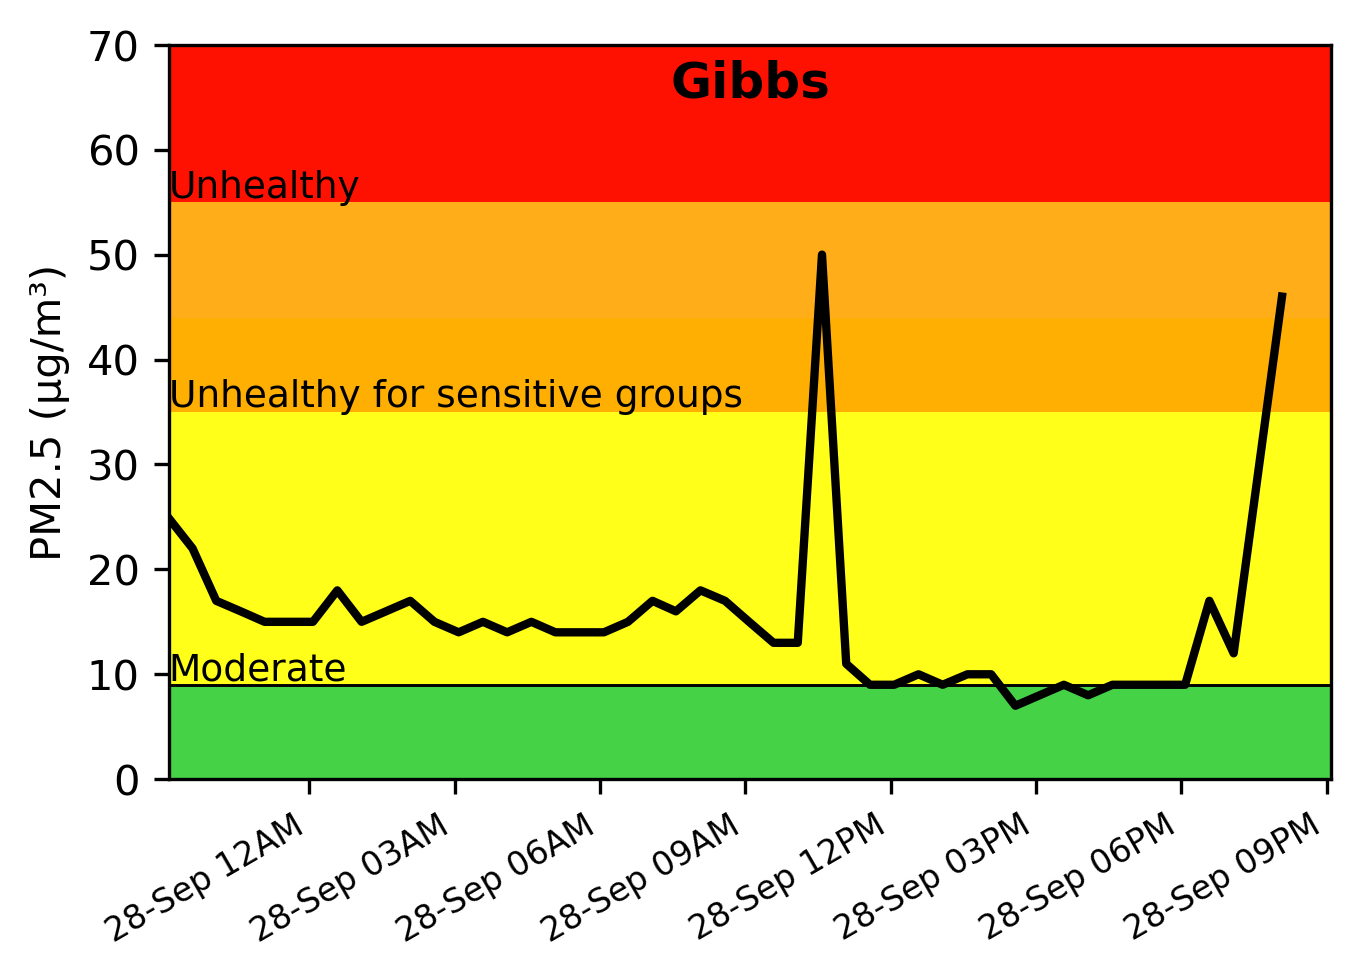 Gibbs
70
60
50
40
30
20
10
0
PM2.5 (µg/m³)
Unhealthy
Unhealthy for sensitive groups
Moderate
28-Sep 12AM
28-Sep 03AM
28-Sep 06AM
28-Sep 09AM
28-Sep 12PM
28-Sep 03PM
28-Sep 06PM
28-Sep 09PM